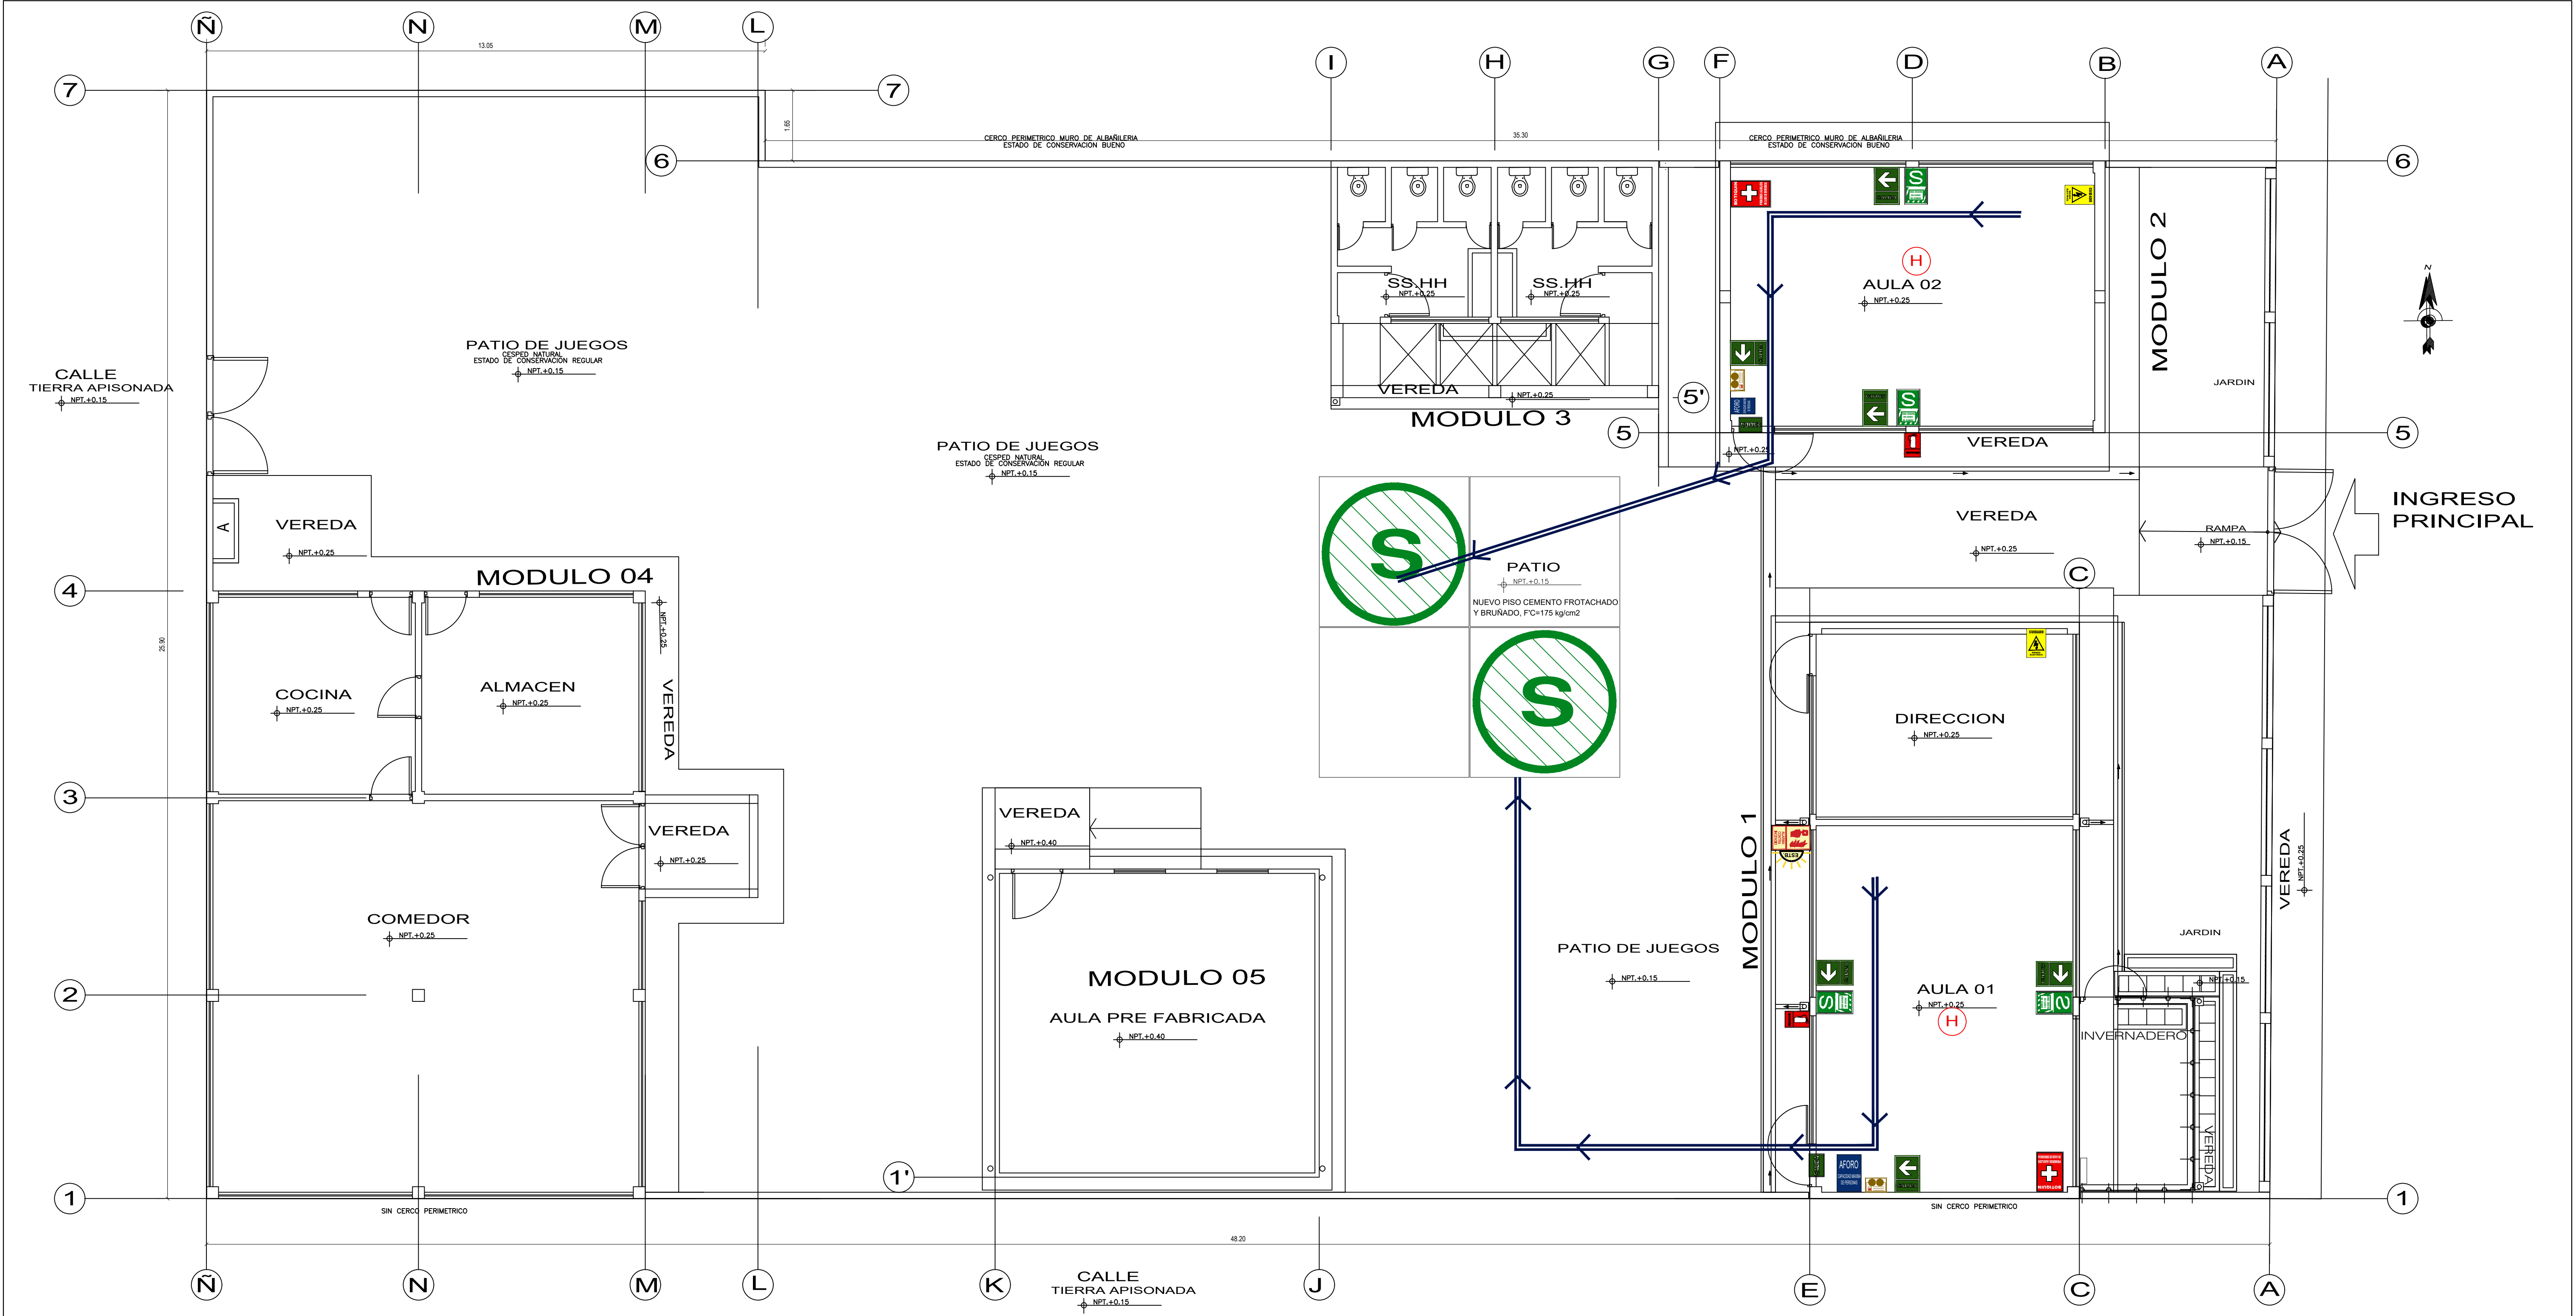 Ñ
N
M
L
I
H
G
F
D
B
A
13.05
7
7
1.65
CERCO PERIMETRICO MURO DE ALBAÑILERIA
ESTADO DE CONSERVACION BUENO
35.30
CERCO PERIMETRICO MURO DE ALBAÑILERIA
ESTADO DE CONSERVACION BUENO
6
6
S
MODULO 2
N
SS.HH
NPT.+0.25
SS.HH
NPT.+0.25
H
AULA 02
NPT.+0.25
PATIO DE JUEGOS
CESPED NATURAL
ESTADO DE CONSERVACION REGULAR
NPT.+0.15
CALLE
TIERRA APISONADA
NPT.+0.15
JARDIN
VEREDA
NPT.+0.25
MODULO 3
5'
S
AFORO
5
5
VEREDA
NPT.+0.25
PATIO DE JUEGOS
CESPED NATURAL
ESTADO DE CONSERVACION REGULAR
NPT.+0.15
INGRESO
PRINCIPAL
VEREDA
NPT.+0.25
A
VEREDA
NPT.+0.25
RAMPA
NPT.+0.15
S
PATIO
NPT.+0.15
NUEVO PISO CEMENTO FROTACHADO
Y BRUÑADO, F'C=175 kg/cm2
MODULO 04
4
C
NPT.+0.25
VEREDA
COCINA
NPT.+0.25
ALMACEN
NPT.+0.25
S
DIRECCION
NPT.+0.25
3
VEREDA
NPT.+0.25
VEREDA
NPT.+0.40
MODULO 1
VEREDA
NPT.+0.25
COMEDOR
NPT.+0.25
PATIO DE JUEGOS
NPT.+0.15
JARDIN
NPT.+0.15
2
MODULO 05
AULA PRE FABRICADA
NPT.+0.40
S
S
AULA 01
NPT.+0.25
H
INVERNADERO
VEREDA
AFORO
BOTIQUIN
1'
1
1
SIN CERCO PERIMETRICO
SIN CERCO PERIMETRICO
48.20
Ñ
N
M
L
K
J
E
C
A
CALLE
TIERRA APISONADA
NPT.+0.15